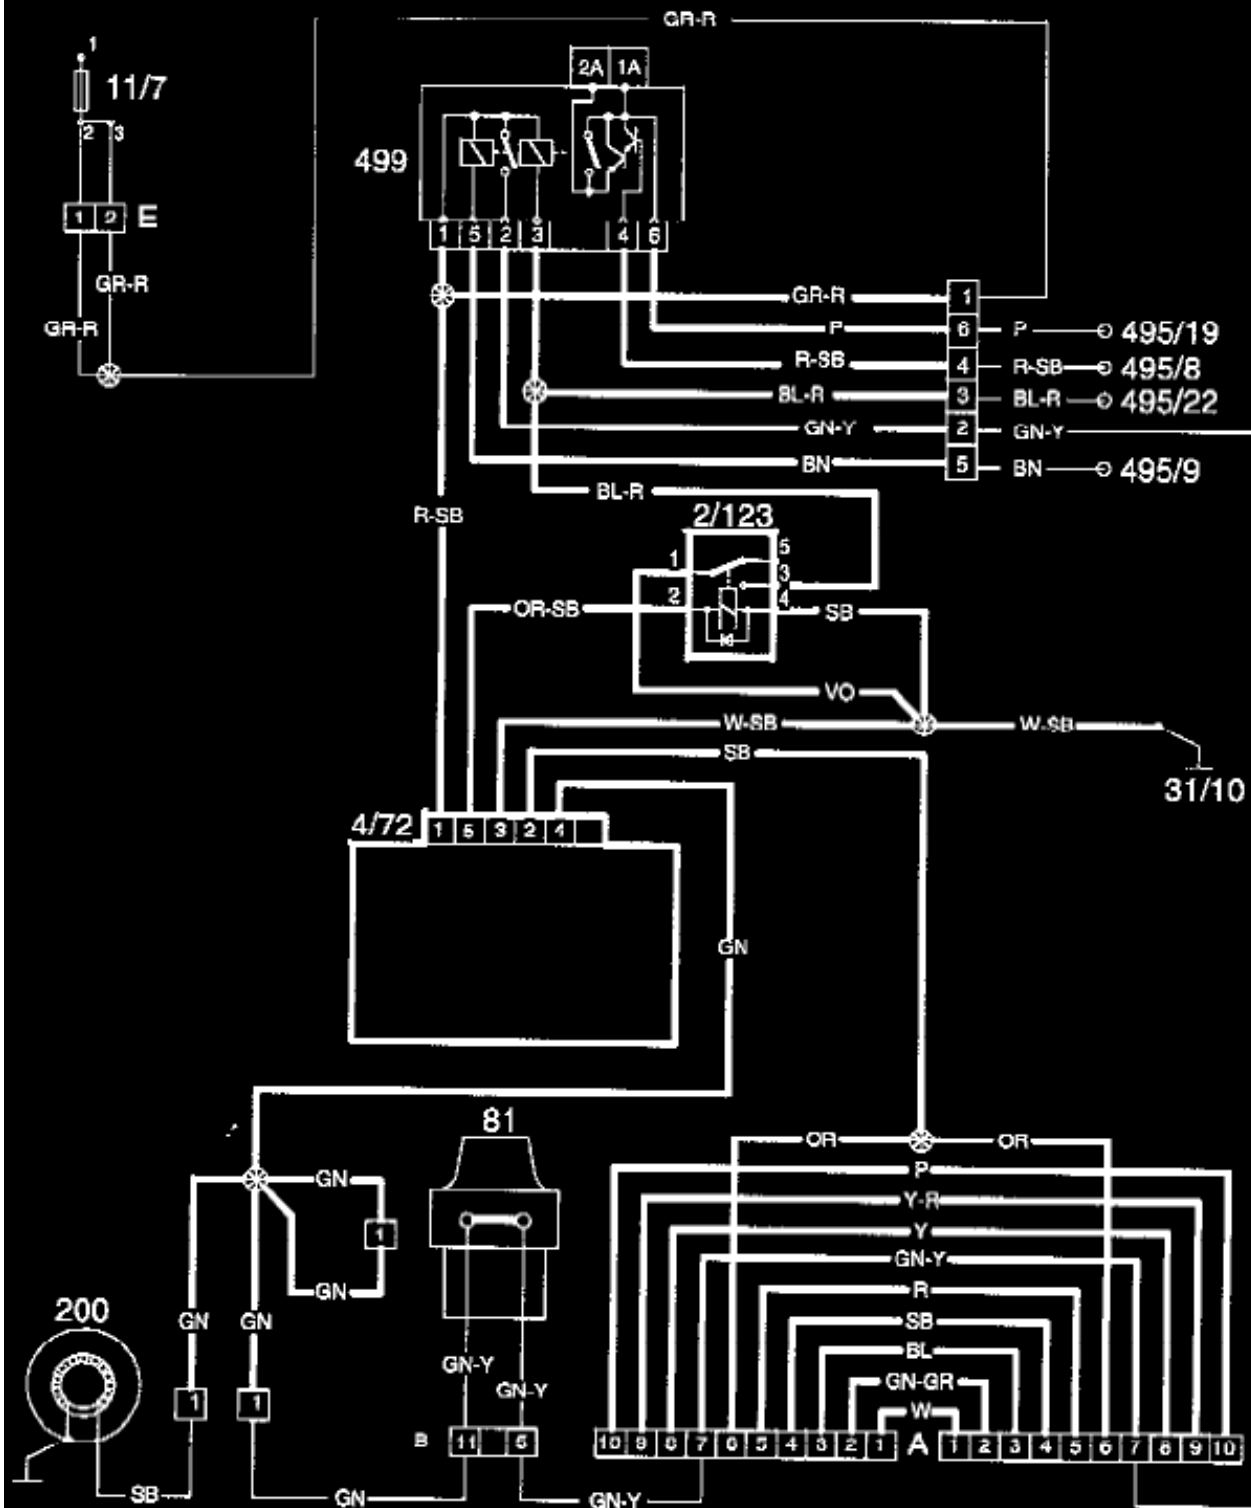 GR-R
1
11/7
2A 1A
2 3
499
1 2 E
1 5 2 3 4 6
GR-R
GR-R 1
GR-R
P 6 P 495/19
R-SB 4 R-SB 495/8
BL-R 3 BL-R 495/22
GN-Y 2 GN-Y
BN 5 BN 495/9
BL-R
R-SB
2/123
1 5
3
2 4
OR-SB SB
VO
W-SB W-SB
SB
31/10
4/72 1 5 3 2 4
GN
81
OR OR
P
GN
Y-R
1
Y
GN-Y
GN
R
200
GN GN
SB
BL
GN-Y
GN-Y
GN-GR
1 1
W
B 11 5
10 9 8 7 6 5 4 3 2 1 A 1 2 3 4 5 6 7 8 9 10
SB GN GN-Y